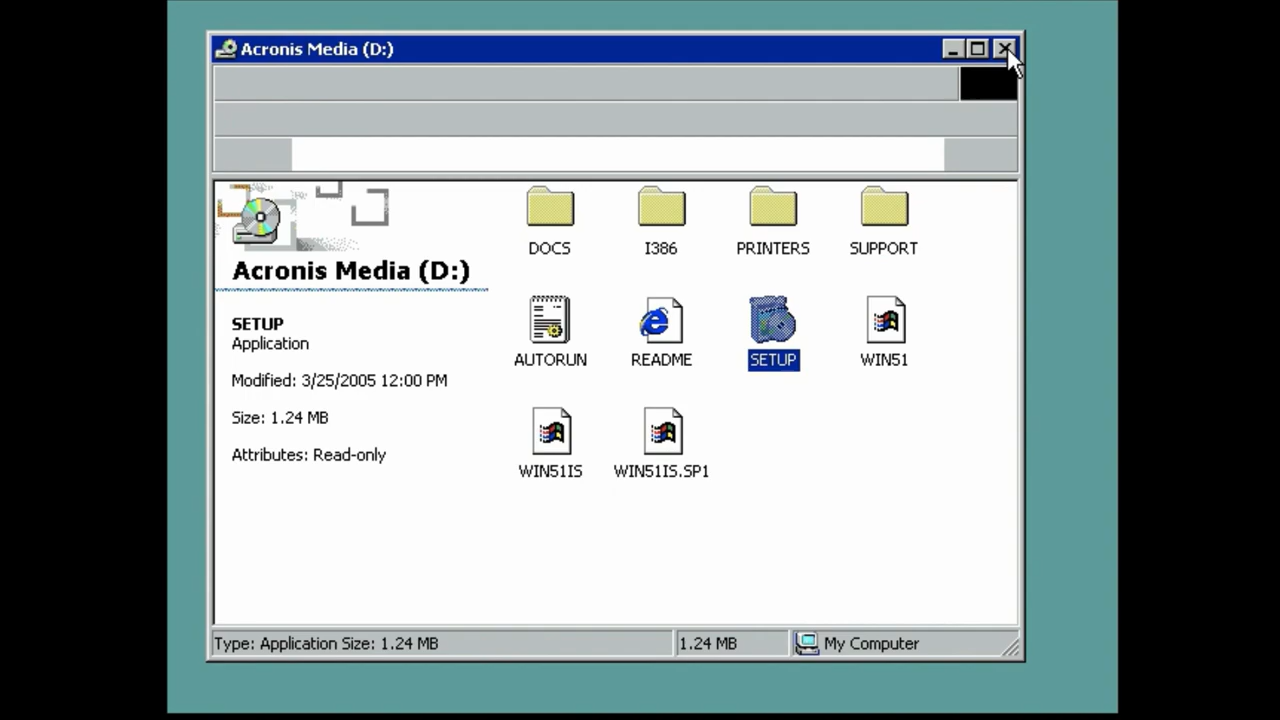 Acronis Media (D:)
DOCS
I386
PRINTERS
SUPPORT
Acronis Media (D:)
SETUP
Application
Modified: 3/25/2005 12:00 PM
Size: 1.24 MB
Attributes: Read-only
AUTORUN
README
SETUP
WIN51
WIN51IS
WIN51IS.SP1
Type: Application Size: 1.24 MB
1.24 MB
My Computer